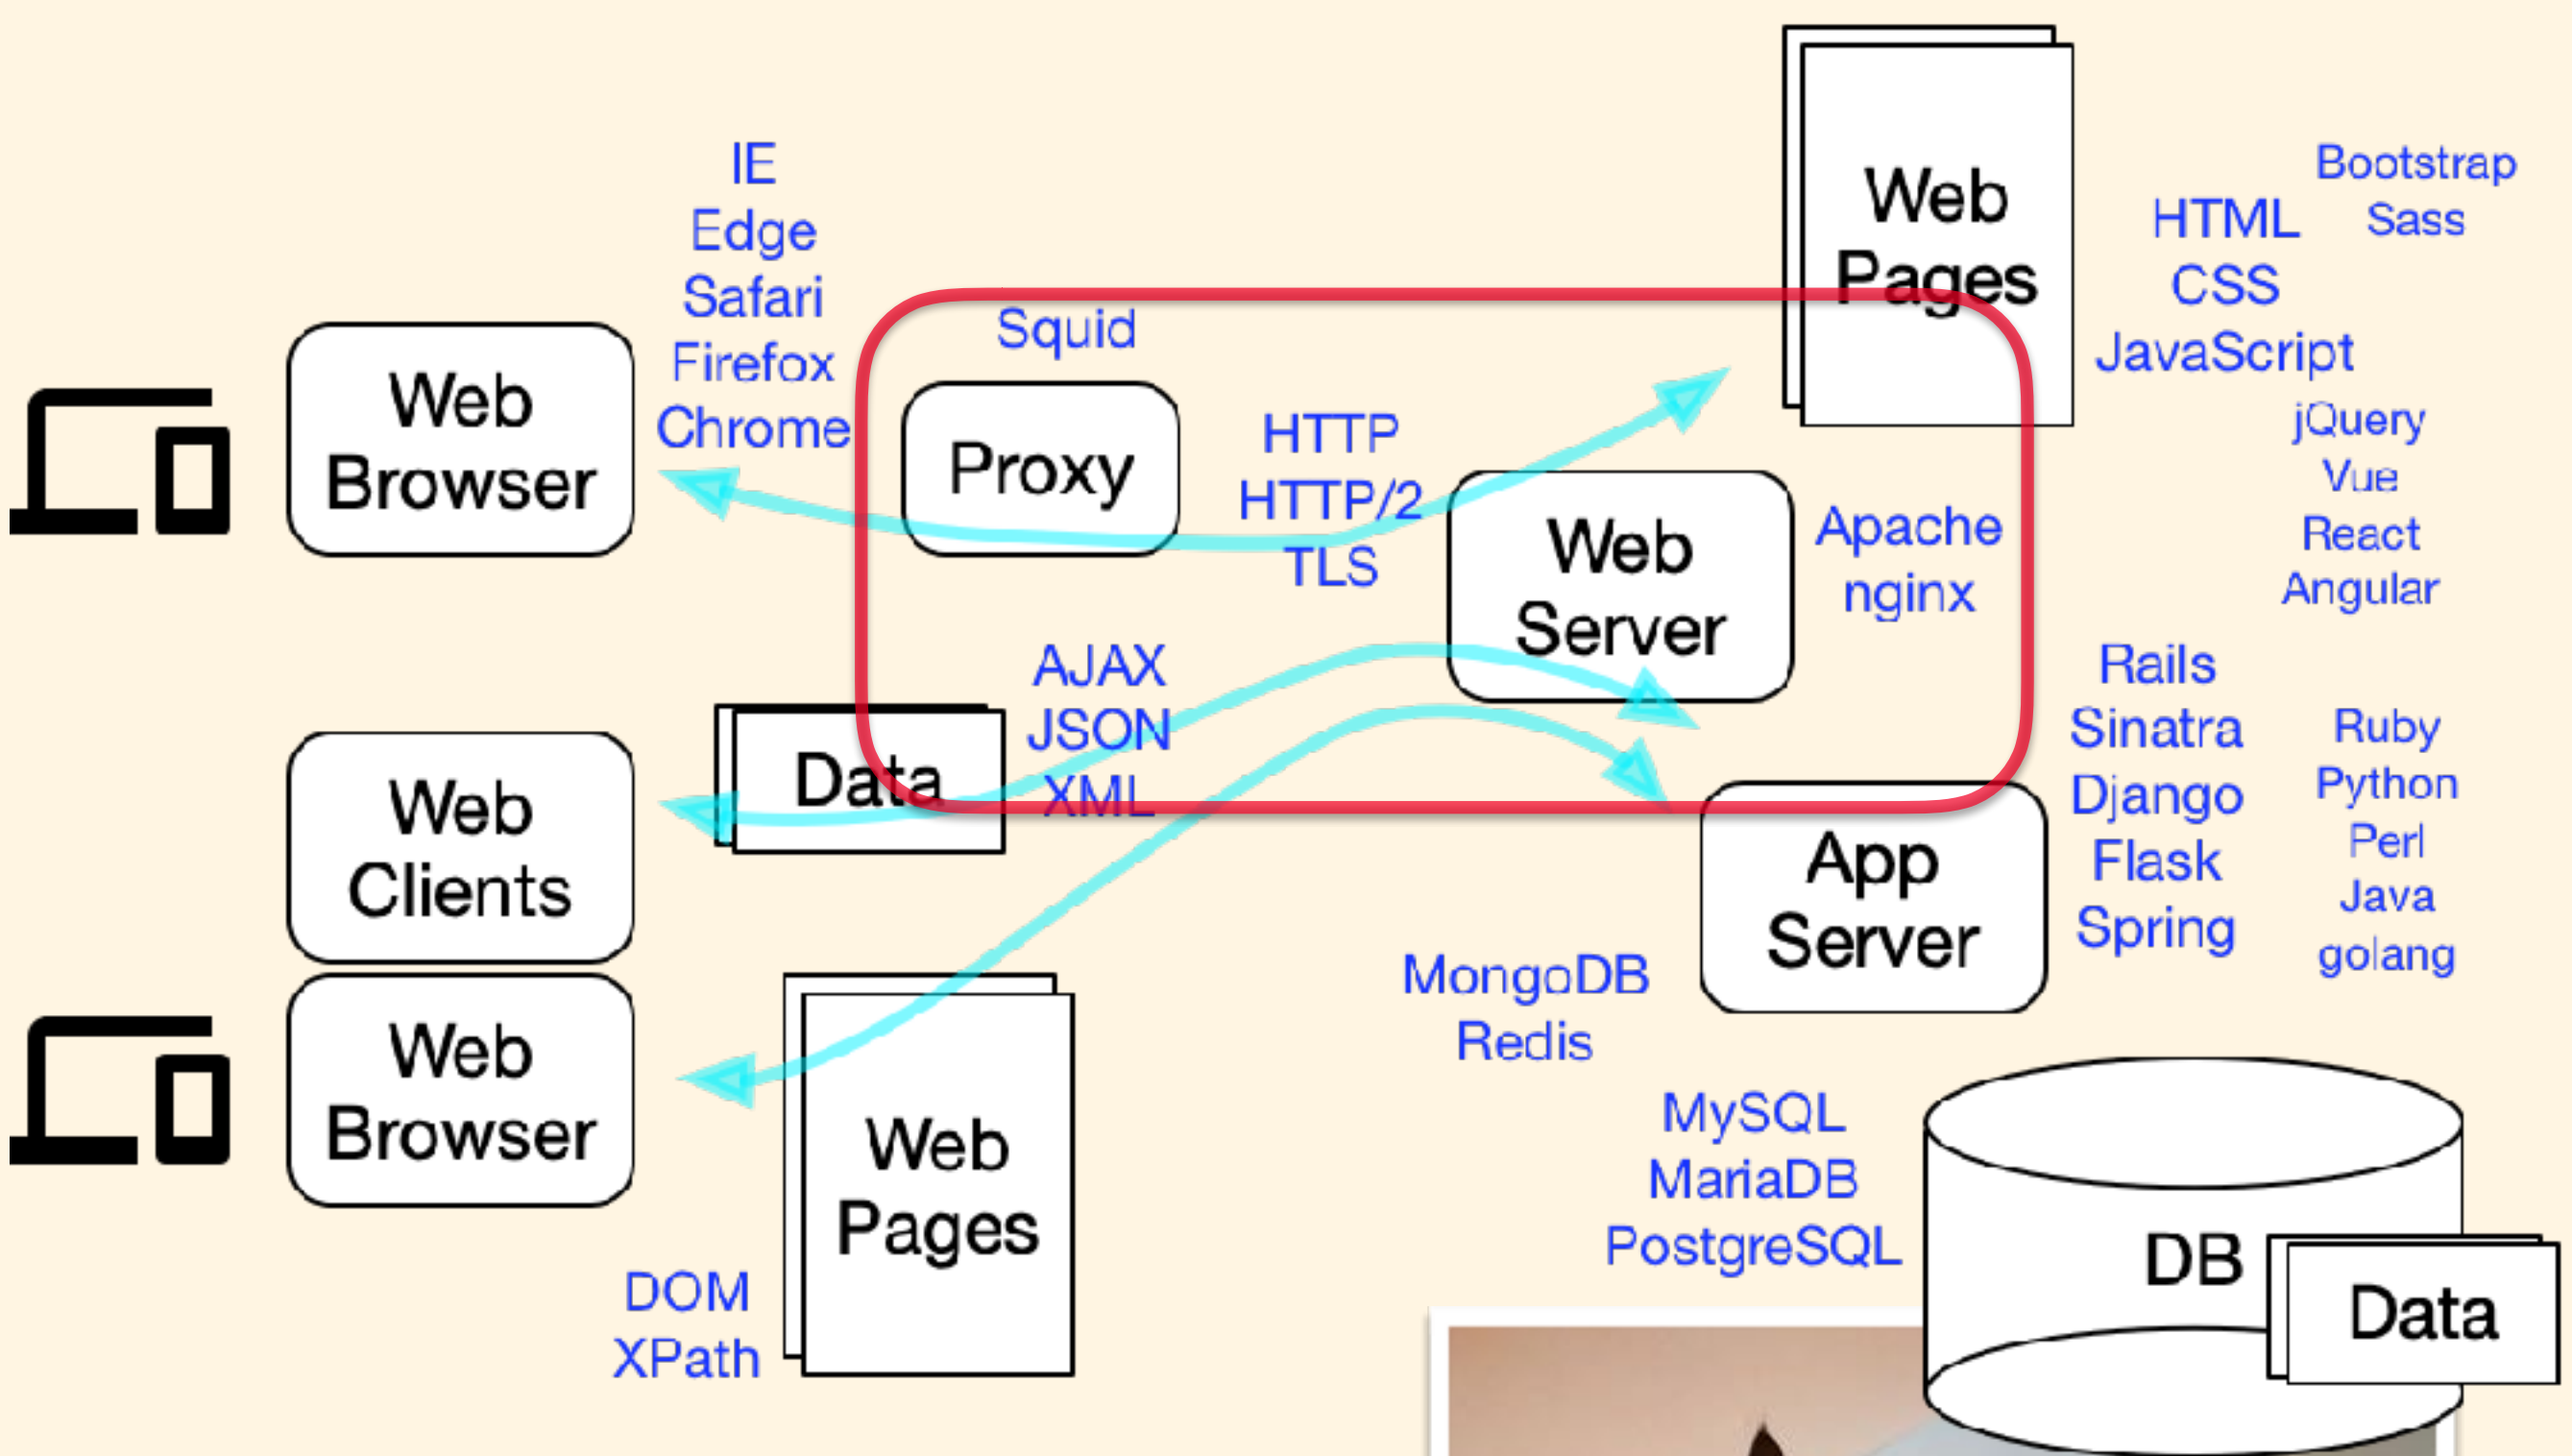 IE
Edge
Safari
Firefox
Chrome
Web
Browser
Squid
Proxy
HTTP
HTTP/2
TLS
Web
Pages
HTML
CSS
JavaScript
Bootstrap
Sass
jQuery
Vue
React
Angular
Web
Server
Apache
nginx
AJAX
JSON
XML
Data
Web
Clients
App
Server
Rails
Sinatra
Django
Flask
Spring
Ruby
Python
Perl
Java
golang
Web
Browser
Web
Pages
DOM
XPath
MongoDB
Redis
MySQL
MariaDB
PostgreSQL
DB
Data